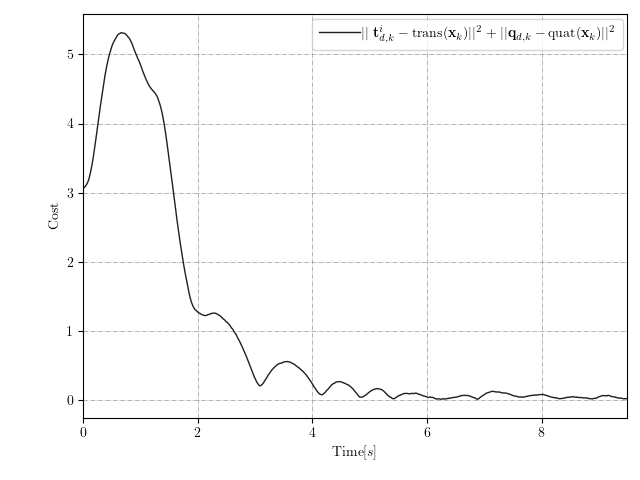 || t^i_{d,k} − trans(x_k)||^2 + ||q_{d,k} − quat(x_k)||^2
5
4
3
2
1
0
Cost
0 2 4 6 8
Time[s]